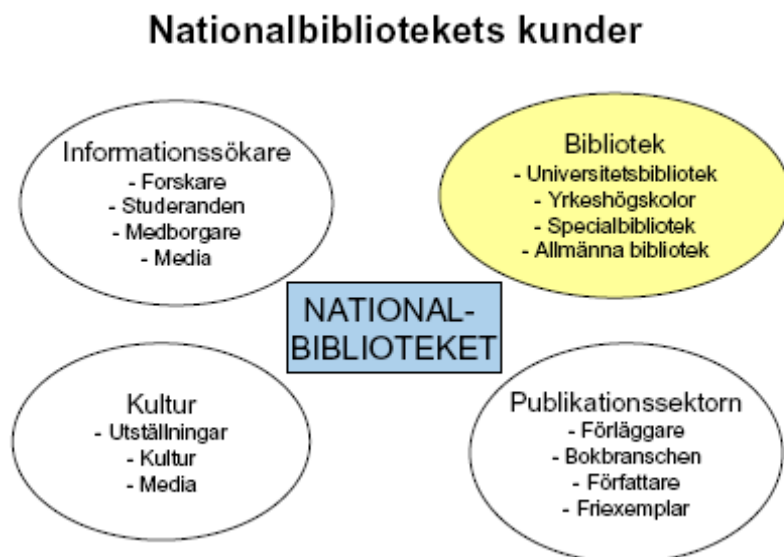 Nationalbibliotekets kunder
Informationssökare
- Forskare
- Studeranden
- Medborgare
- Media
Bibliotek
- Universitetsbibliotek
- Yrkeshögskolor
- Specialbibliotek
- Allmänna bibliotek
NATIONAL-
BIBLIOTEKET
Kultur
- Utställningar
- Kultur
- Media
Publikationssektorn
- Förläggare
- Bokbranschen
- Författare
- Friexemplar